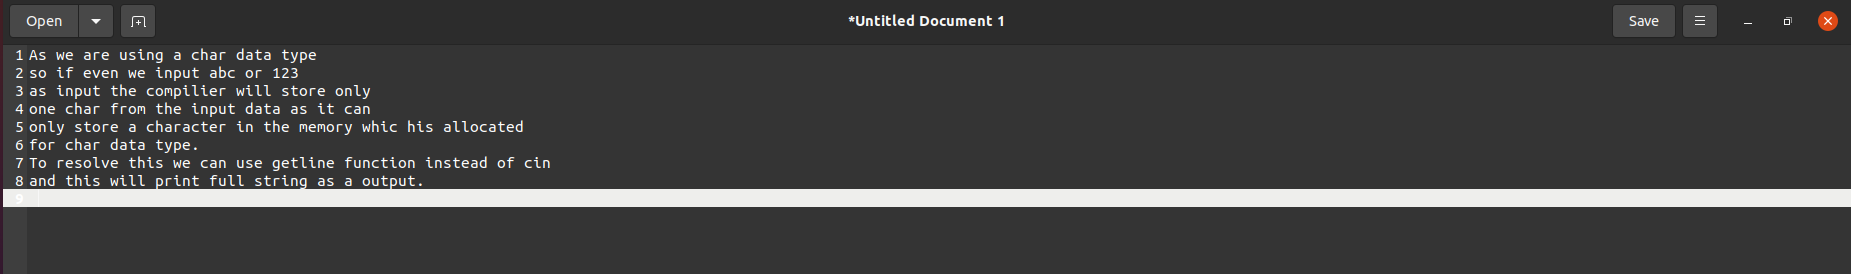 Open
*Untitled Document 1
Save
1 As we are using a char data type
2 so if even we input abc or 123
3 as input the compilier will store only
4 one char from the input data as it can
5 only store a character in the memory whic his allocated
6 for char data type.
7 To resolve this we can use getline function instead of cin
8 and this will print full string as a output.
9